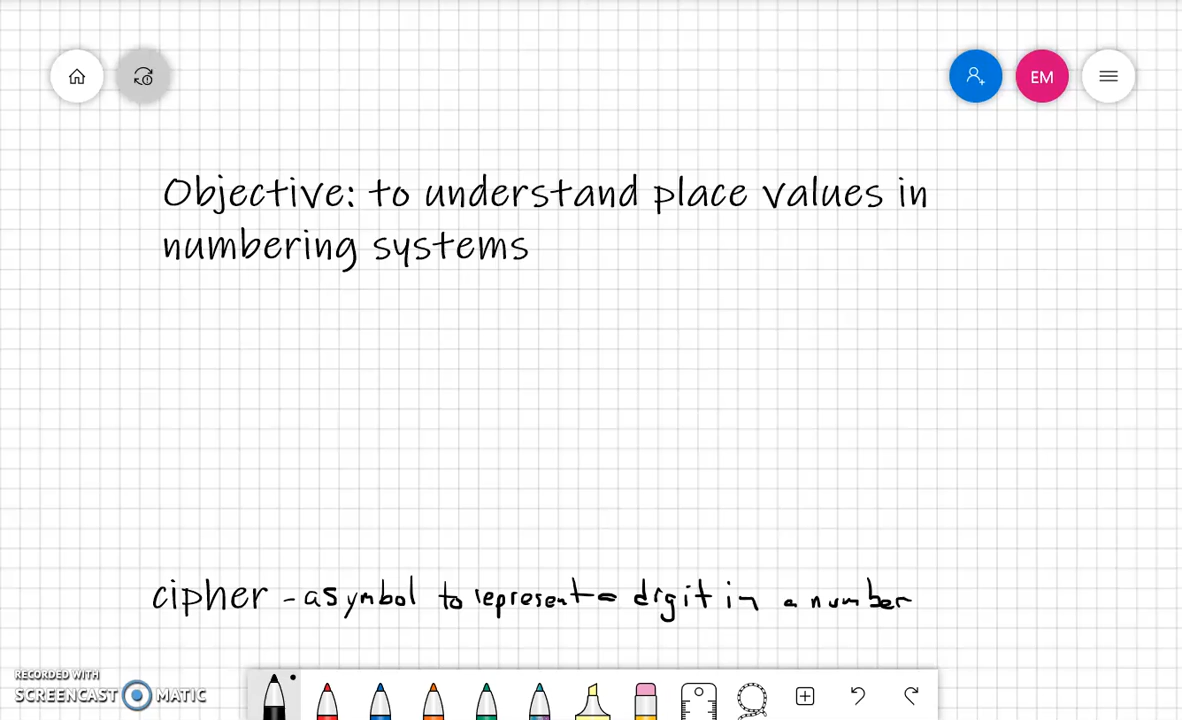 EM
Objective: to understand place values in
numbering systems
cipher - a symbol to represent a digit in a number
RECORDED WITH
SCREENCAST MATIC